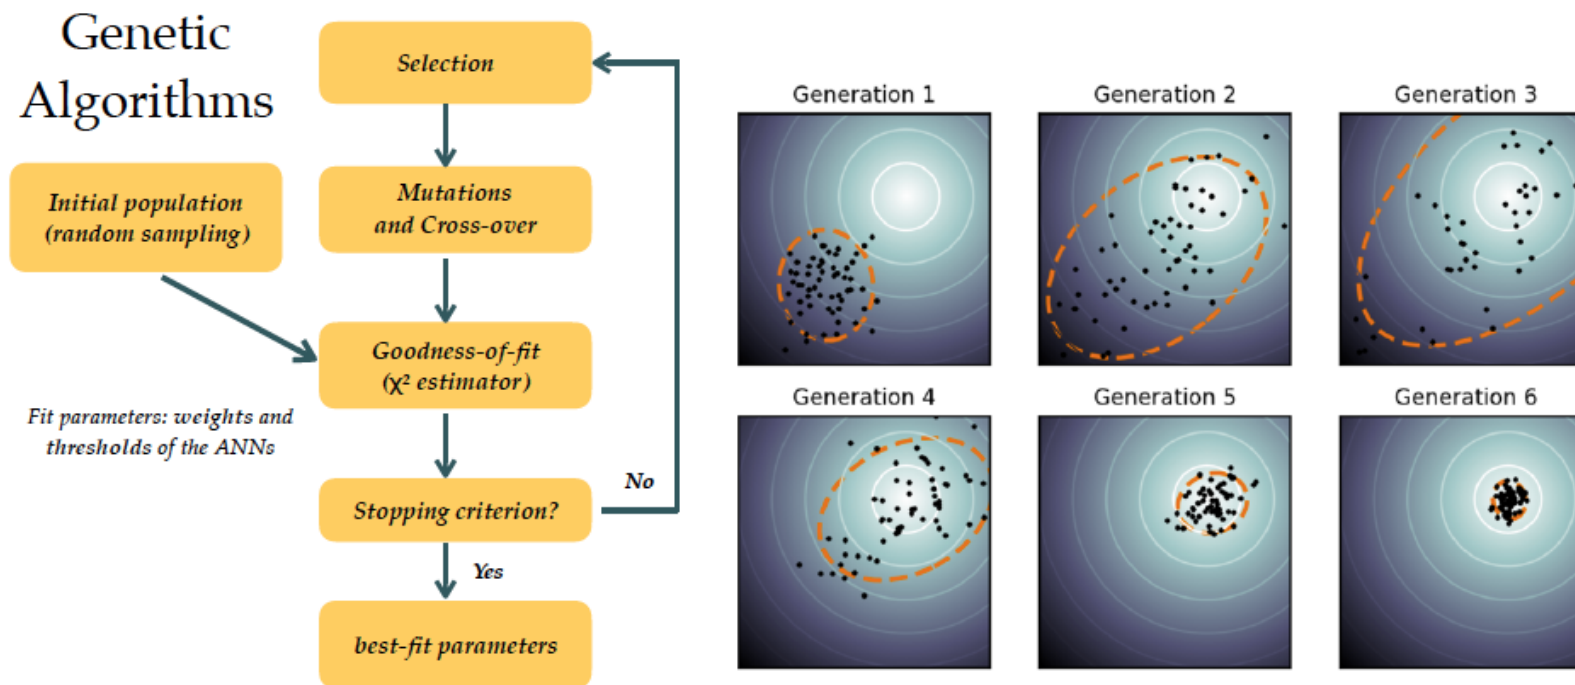 Genetic
Algorithms
Initial population
(random sampling)
Fit parameters: weights and
thresholds of the ANNs
Selection
Mutations
and Cross-over
Goodness-of-fit
(χ² estimator)
Stopping criterion?
No
Yes
best-fit parameters
Generation 1
Generation 2
Generation 3
Generation 4
Generation 5
Generation 6